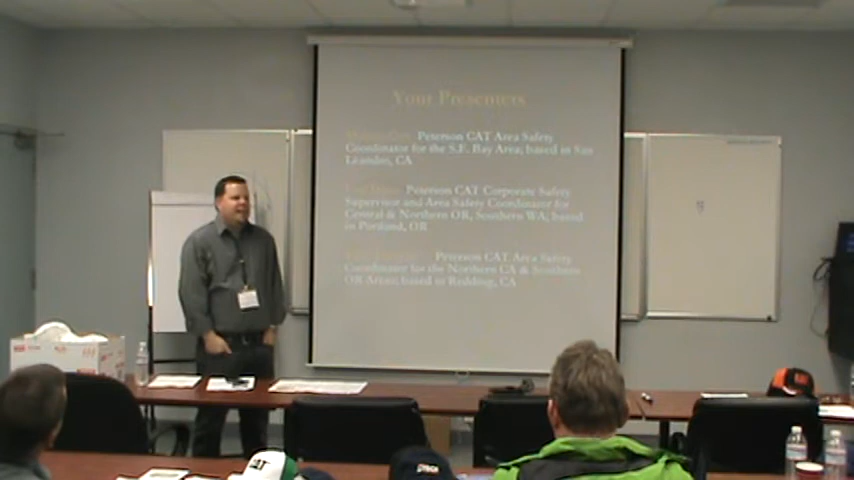 Your Presenters
Peterson CAT Area Safety
Coordinator for the S.F. Bay Area; based in San
Leandro, CA
Peterson CAT Corporate Safety
Supervisor and Area Safety Coordinator for
Central & Northern OR, Southern WA; based
in Portland, OR
Peterson CAT Area Safety
Coordinator for the Northern CA & Southern
OR Areas; based in Redding, CA
CAT